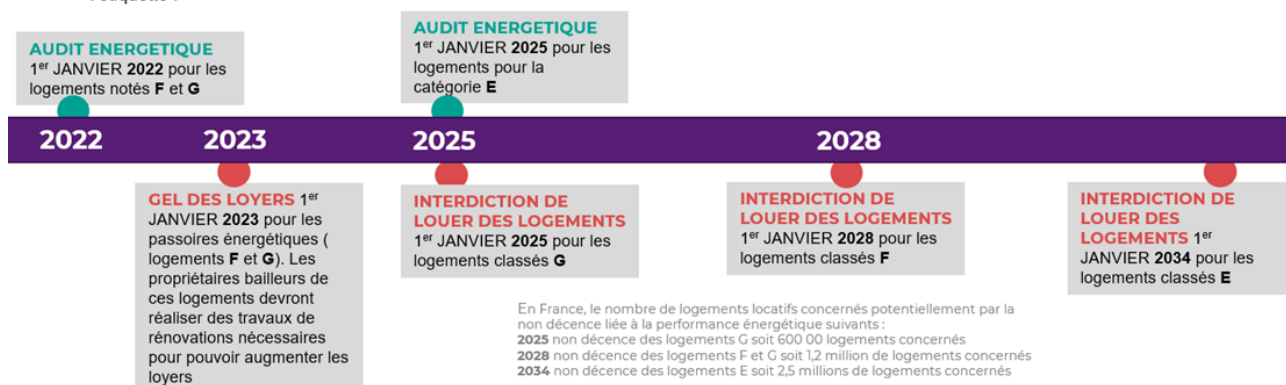 AUDIT ENERGETIQUE
1er JANVIER 2022 pour les
logements notés F et G
AUDIT ENERGETIQUE
1er JANVIER 2025 pour les
logements pour la
catégorie E
2022
2023
2025
2028
GEL DES LOYERS 1er
JANVIER 2023 pour les
passoires énergétiques (
logements F et G). Les
propriétaires bailleurs de
ces logements devront
réaliser des travaux de
rénovations nécessaires
pour pouvoir augmenter les
loyers
INTERDICTION DE
LOUER DES LOGEMENTS
1er JANVIER 2025 pour les
logements classés G
INTERDICTION DE
LOUER DES LOGEMENTS
1er JANVIER 2028 pour les
logements classés F
INTERDICTION DE
LOUER DES
LOGEMENTS 1er
JANVIER 2034 pour les
logements classés E
En France, le nombre de logements locatifs concernés potentiellement par la
non décence liée à la performance énergétique suivants :
2025 non décence des logements G soit 600 00 logements concernés
2028 non décence des logements F et G soit 1,2 million de logements concernés
2034 non décence des logements E soit 2,5 millions de logements concernés